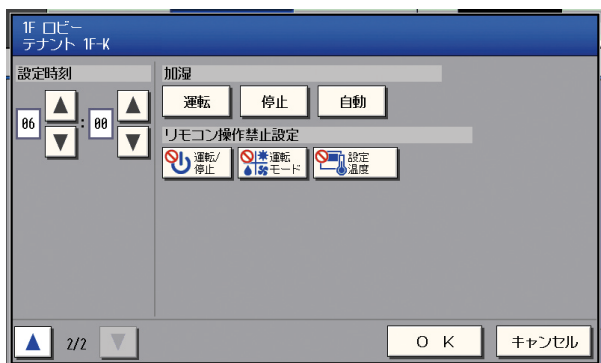 1F ロビー
テナント 1F-K
設定時刻
06 : 00
加湿
運転 停止 自動
リモコン操作禁止設定
運転/
停止
運転
モード
設定
温度
2/2
O K キャンセル